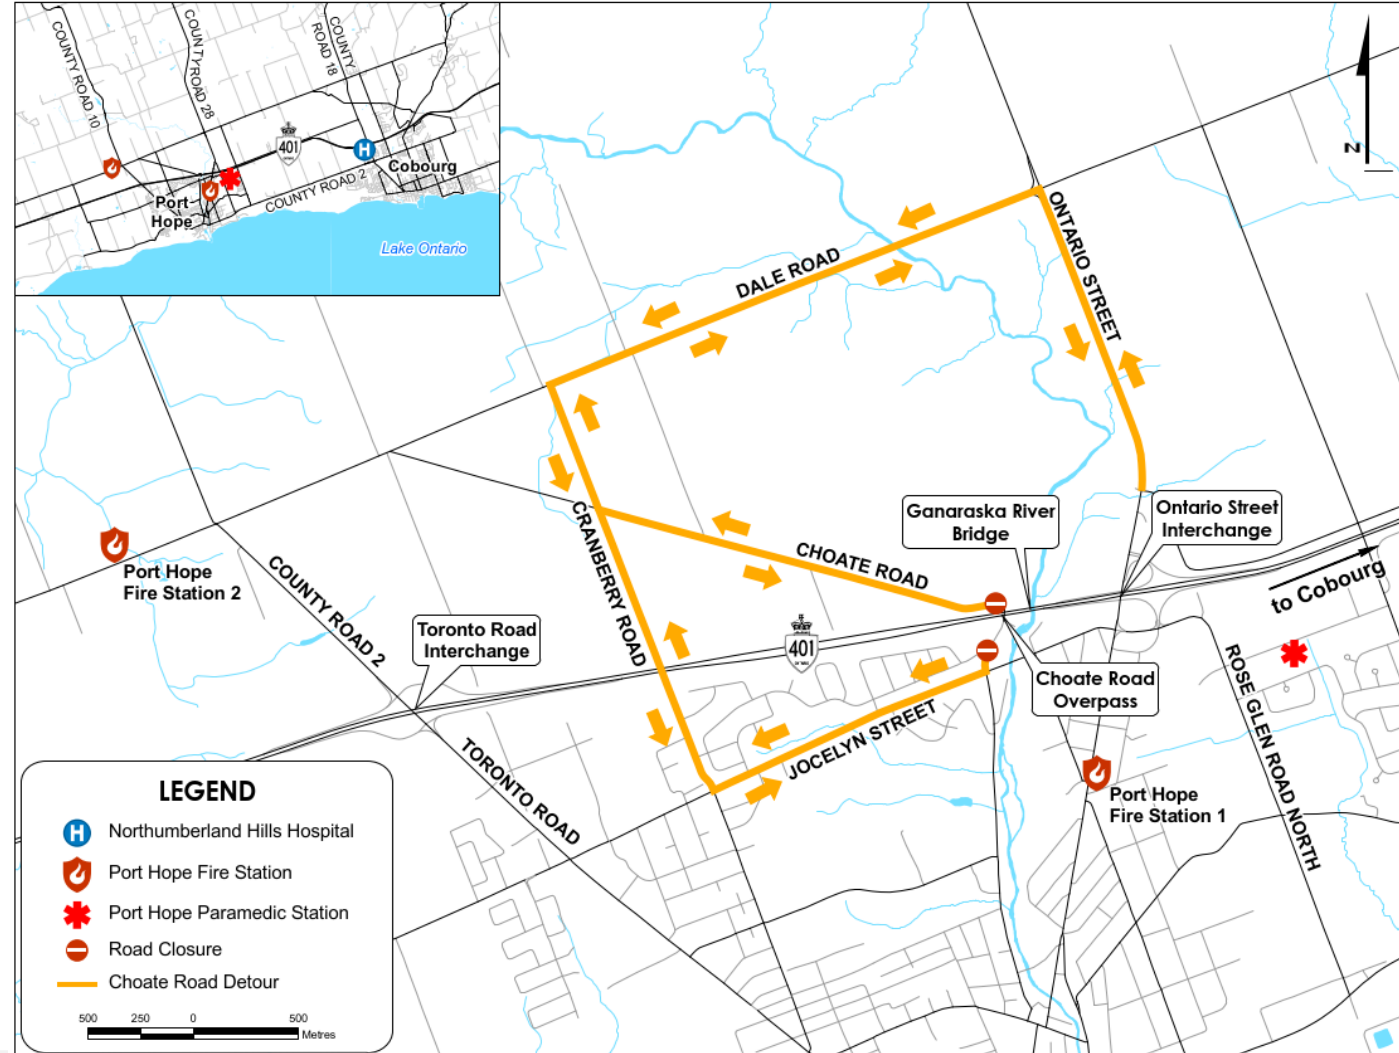 COUNTY ROAD 10
COUNTY ROAD 28
COUNTY
ROAD 18
401
H
Cobourg
COUNTY ROAD 2
Port
Hope
Lake Ontario
N
ONTARIO STREET
DALE ROAD
Ganaraska River
Bridge
Ontario Street
Interchange
CHOATE ROAD
CRANBERRY ROAD
to Cobourg
Port Hope
Fire Station 2
COUNTY ROAD 2
Toronto Road
Interchange
401
Choate Road
Overpass
ROSE GLEN ROAD NORTH
JOCELYN STREET
TORONTO ROAD
Port Hope
Fire Station 1
LEGEND
H Northumberland Hills Hospital
Port Hope Fire Station
Port Hope Paramedic Station
Road Closure
Choate Road Detour
500 250 0 500
Metres